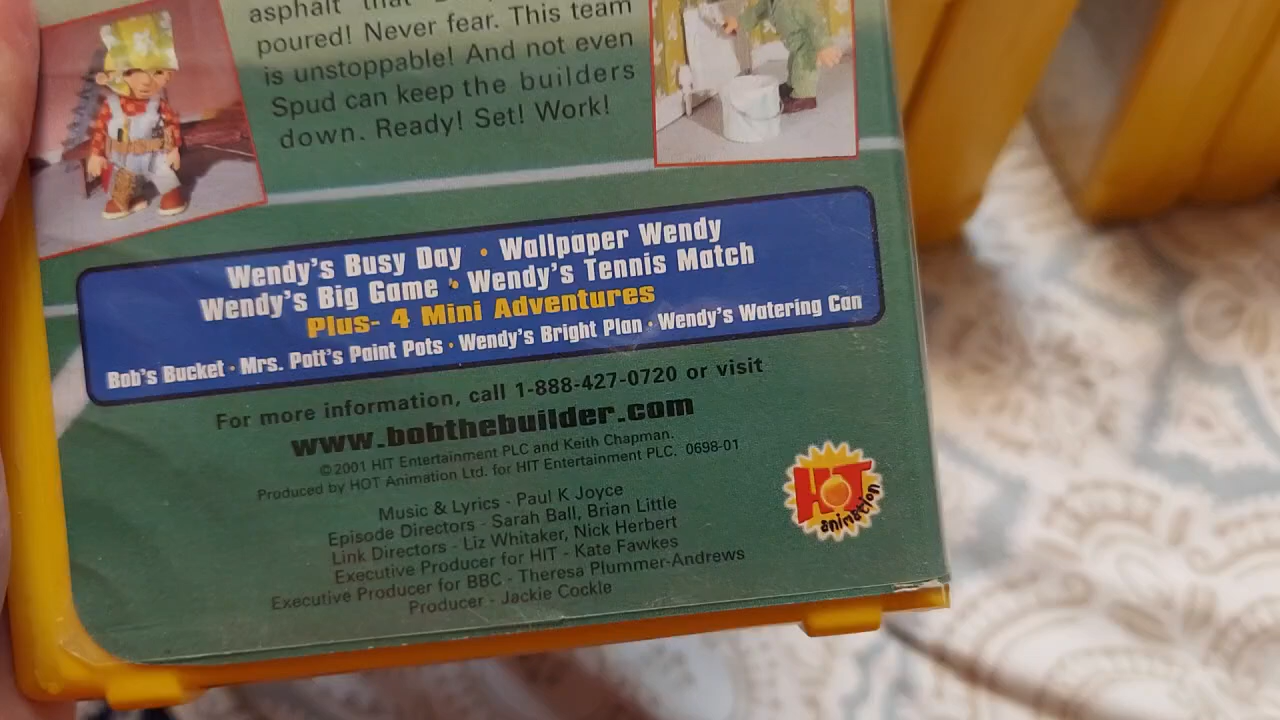 asphalt that
poured! Never fear. This team
is unstoppable! And not even
Spud can keep the builders
down. Ready! Set! Work!
Wendy's Busy Day • Wallpaper Wendy
Wendy's Big Game • Wendy's Tennis Match
Plus- 4 Mini Adventures
Bob's Bucket • Mrs. Pott's Paint Pots • Wendy's Bright Plan • Wendy's Watering Can
For more information, call 1-888-427-0720 or visit
www.bobthebuilder.com
©2001 HIT Entertainment PLC and Keith Chapman.
Produced by HOT Animation Ltd. for HIT Entertainment PLC. 0698-01
Music & Lyrics - Paul K Joyce
Episode Directors - Sarah Ball, Brian Little
Link Directors - Liz Whitaker, Nick Herbert
Executive Producer for HIT - Kate Fawkes
Executive Producer for BBC - Theresa Plummer-Andrews
Producer - Jackie Cockle
HOT
animation